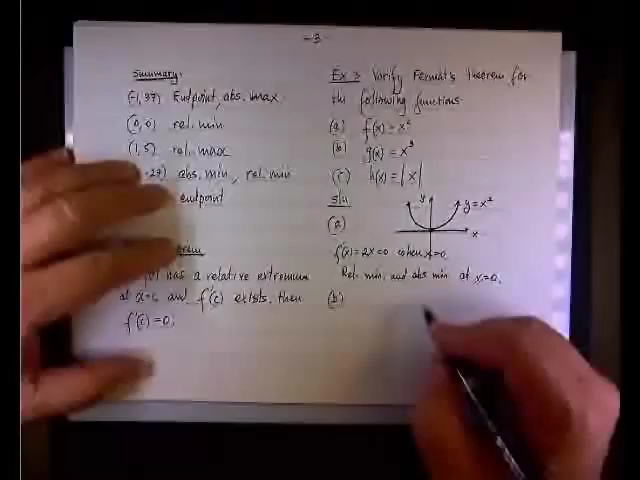 -3-
Summary:
(-1, 37) Endpoint, abs. max
(0, 0) rel. min
(1, 5) rel. max
-27) abs. min, rel. min
endpoint
has a relative extremum
at x=c and f'(c) exists, then
f'(c) = 0.
Ex 3 Verify Fermat's Theorem for
the following functions
(a) f(x) = x²
(b) g(x) = x³
(c) h(x) = |x|
Sln
(a)
y
y = x²
x
f'(x) = 2x = 0 when x = 0
Rel. min. and abs min at x = 0.
(b)